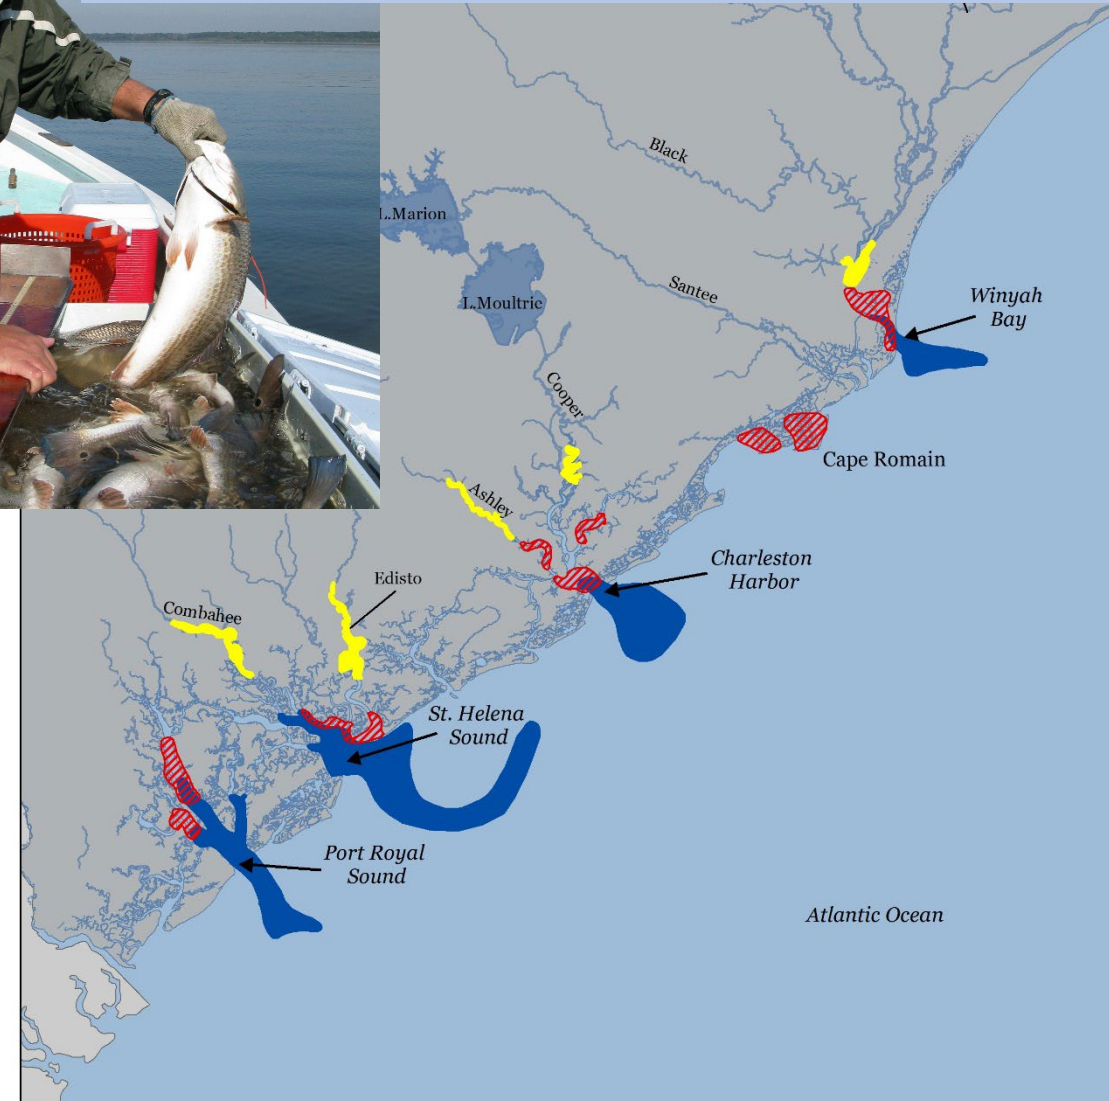 Black
L.Marion
L.Moultrie
Santee
Winyah
Bay
Cooper
Cape Romain
Ashley
Charleston
Harbor
Edisto
Combahee
St. Helena
Sound
Port Royal
Sound
Atlantic Ocean